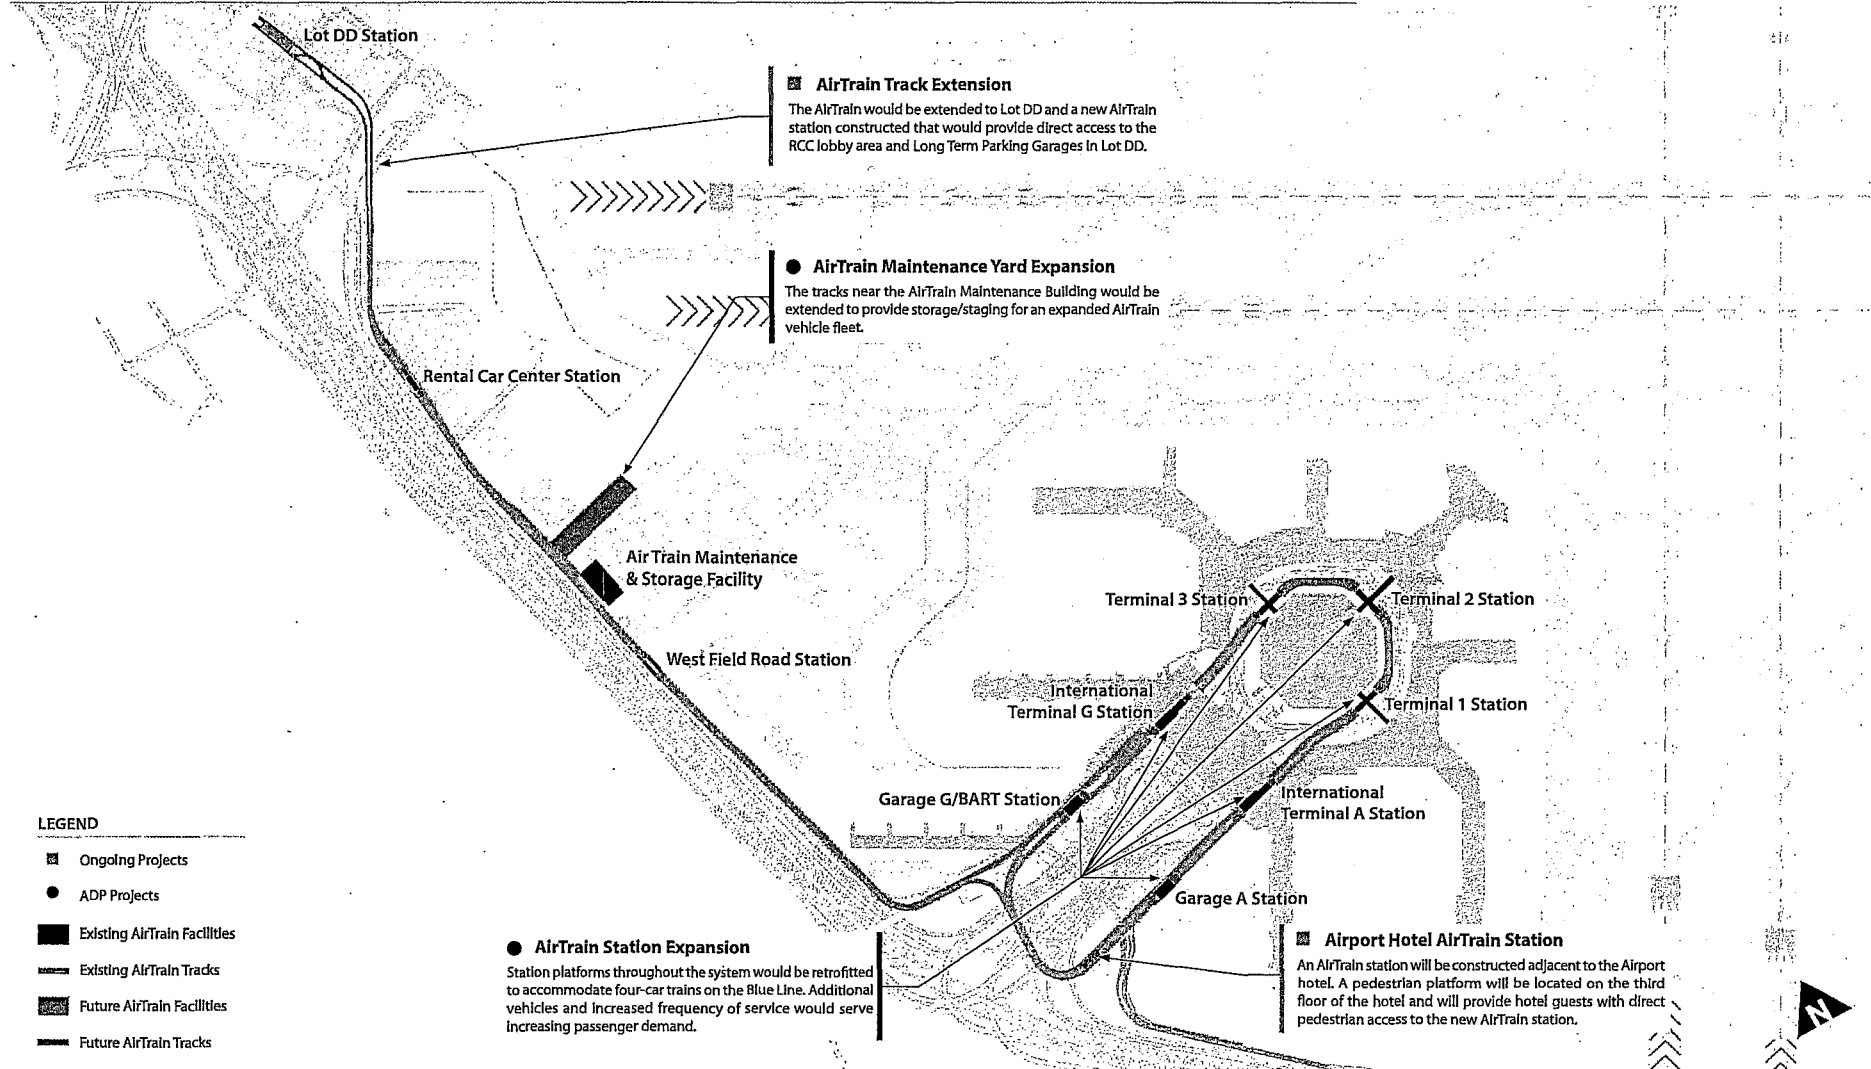 Lot DD Station
AirTrain Track Extension
The AirTrain would be extended to Lot DD and a new AirTrain
station constructed that would provide direct access to the
RCC lobby area and Long Term Parking Garages in Lot DD.
AirTrain Maintenance Yard Expansion
The tracks near the AirTrain Maintenance Building would be
extended to provide storage/staging for an expanded AirTrain
vehicle fleet.
Rental Car Center Station
Air Train Maintenance
& Storage Facility
Terminal 3 Station
Terminal 2 Station
West Field Road Station
International
Terminal G Station
Terminal 1 Station
Garage G/BART Station
International
Terminal A Station
Garage A Station
LEGEND
Ongoing Projects
ADP Projects
Existing AirTrain Facilities
Existing AirTrain Tracks
Future AirTrain Facilities
Future AirTrain Tracks
AirTrain Station Expansion
Station platforms throughout the system would be retrofitted
to accommodate four-car trains on the Blue Line. Additional
vehicles and increased frequency of service would serve
increasing passenger demand.
Airport Hotel AirTrain Station
An AirTrain station will be constructed adjacent to the Airport
hotel. A pedestrian platform will be located on the third
floor of the hotel and will provide hotel guests with direct
pedestrian access to the new AirTrain station.
N